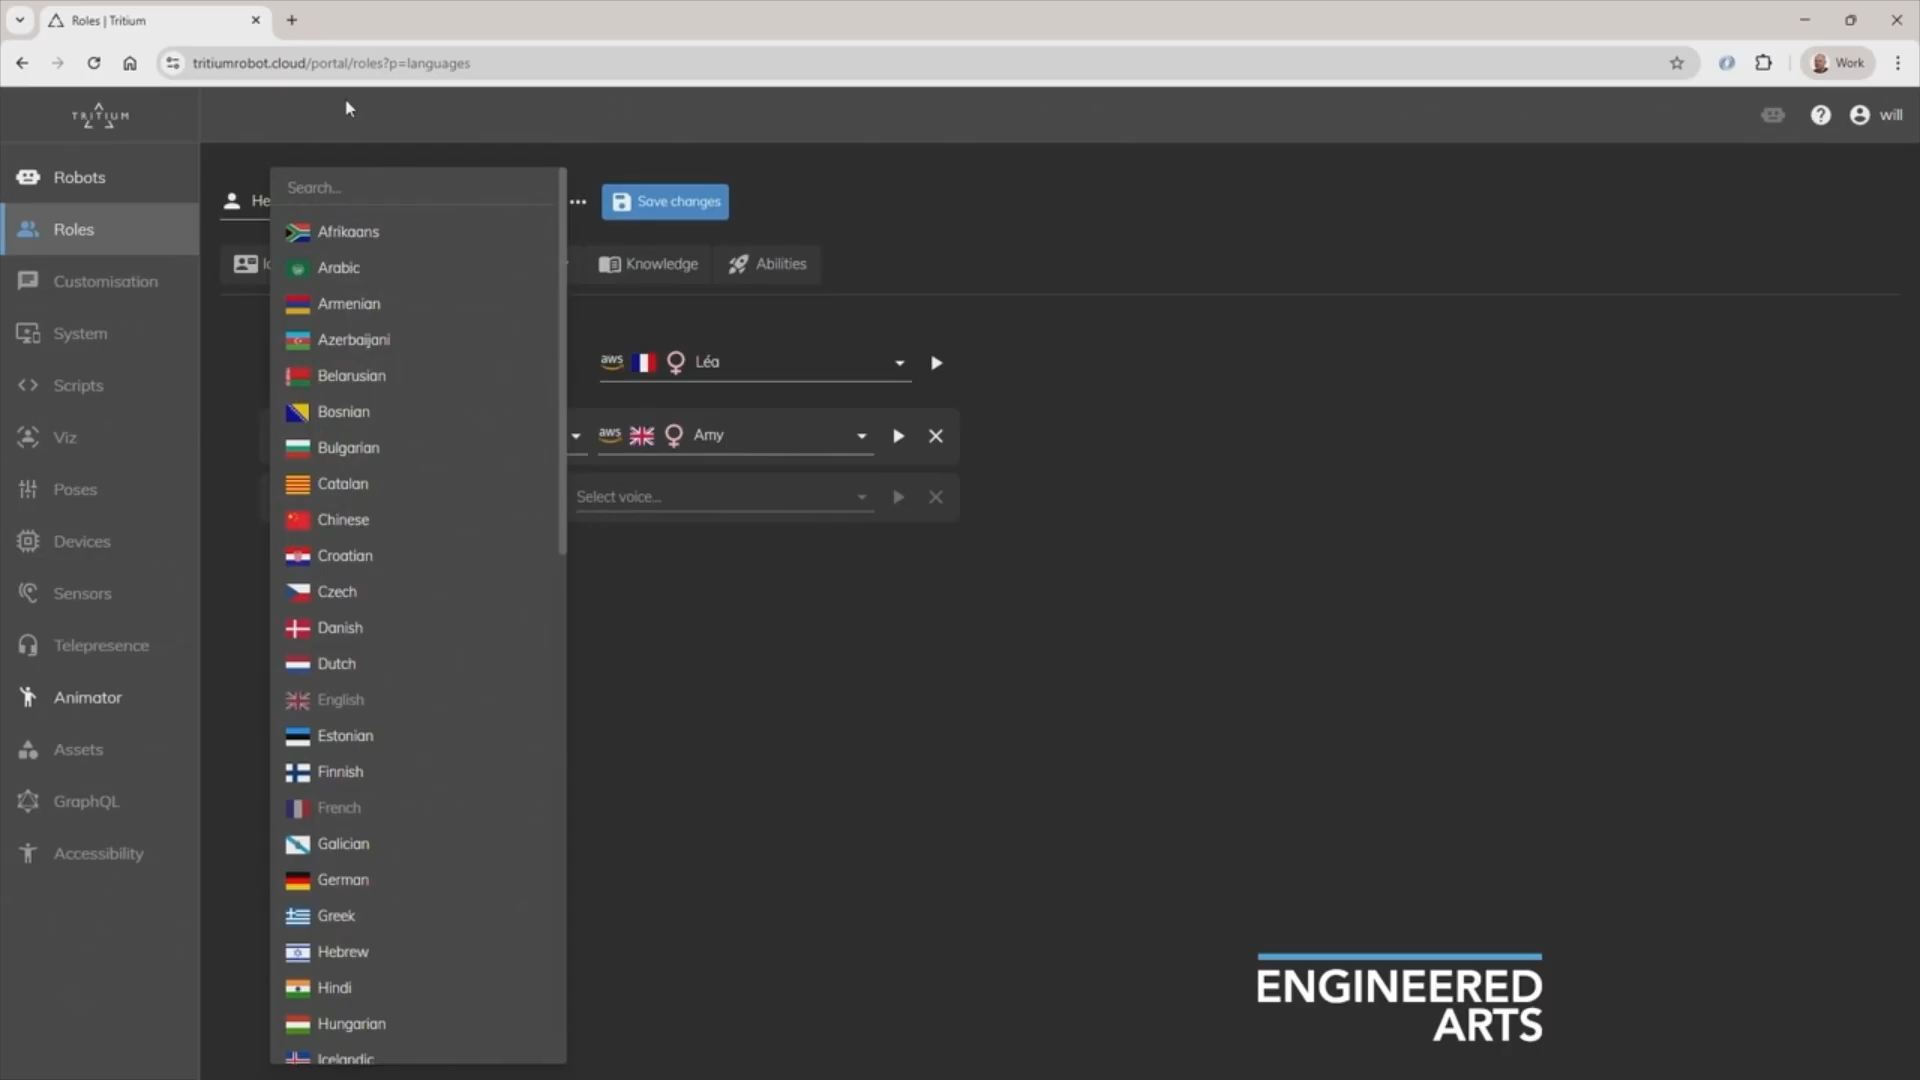 Roles | Tritium
tritiumrobot.cloud/portal/roles?p=languages
Work
TRITIUM
will
Robots
He
Save changes
Search...
Roles
Knowledge
Abilities
Afrikaans
Arabic
Customisation
Armenian
System
Azerbaijani
aws
Léa
Belarusian
Scripts
Bosnian
aws
Amy
Viz
Bulgarian
Catalan
Poses
Select voice...
Chinese
Devices
Croatian
Czech
Sensors
Danish
Telepresence
Dutch
Animator
English
Estonian
Assets
Finnish
GraphQL
French
Galician
Accessibility
German
Greek
Hebrew
Hindi
Hungarian
Icelandic
ENGINEERED
ARTS